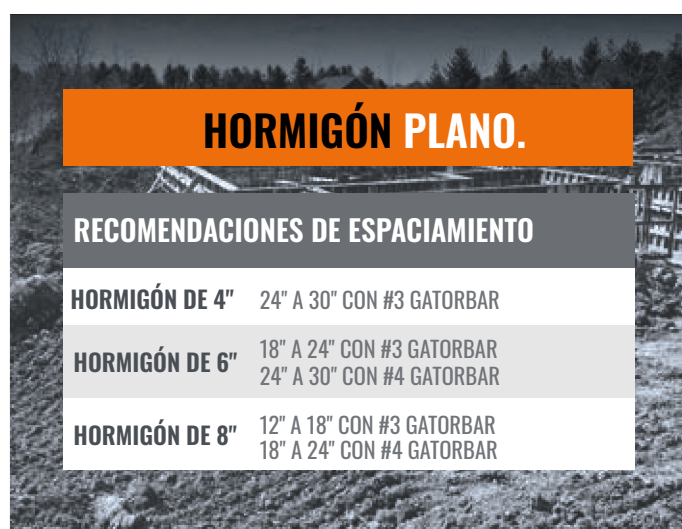 HORMIGÓN PLANO.
RECOMENDACIONES DE ESPACIAMIENTO
HORMIGÓN DE 4" 24" A 30" CON #3 GATORBAR
HORMIGÓN DE 6" 18" A 24" CON #3 GATORBAR
24" A 30" CON #4 GATORBAR
HORMIGÓN DE 8" 12" A 18" CON #3 GATORBAR
18" A 24" CON #4 GATORBAR